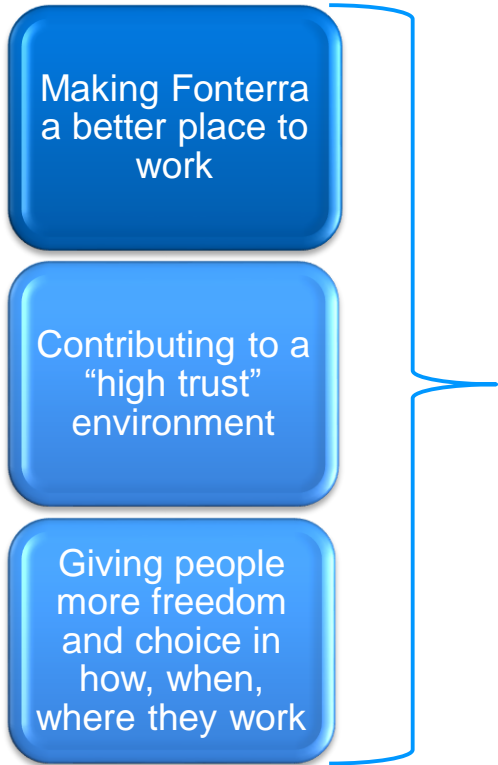 Making Fonterra
a better place to
work
Contributing to a
“high trust”
environment
Giving people
more freedom
and choice in
how, when,
where they work